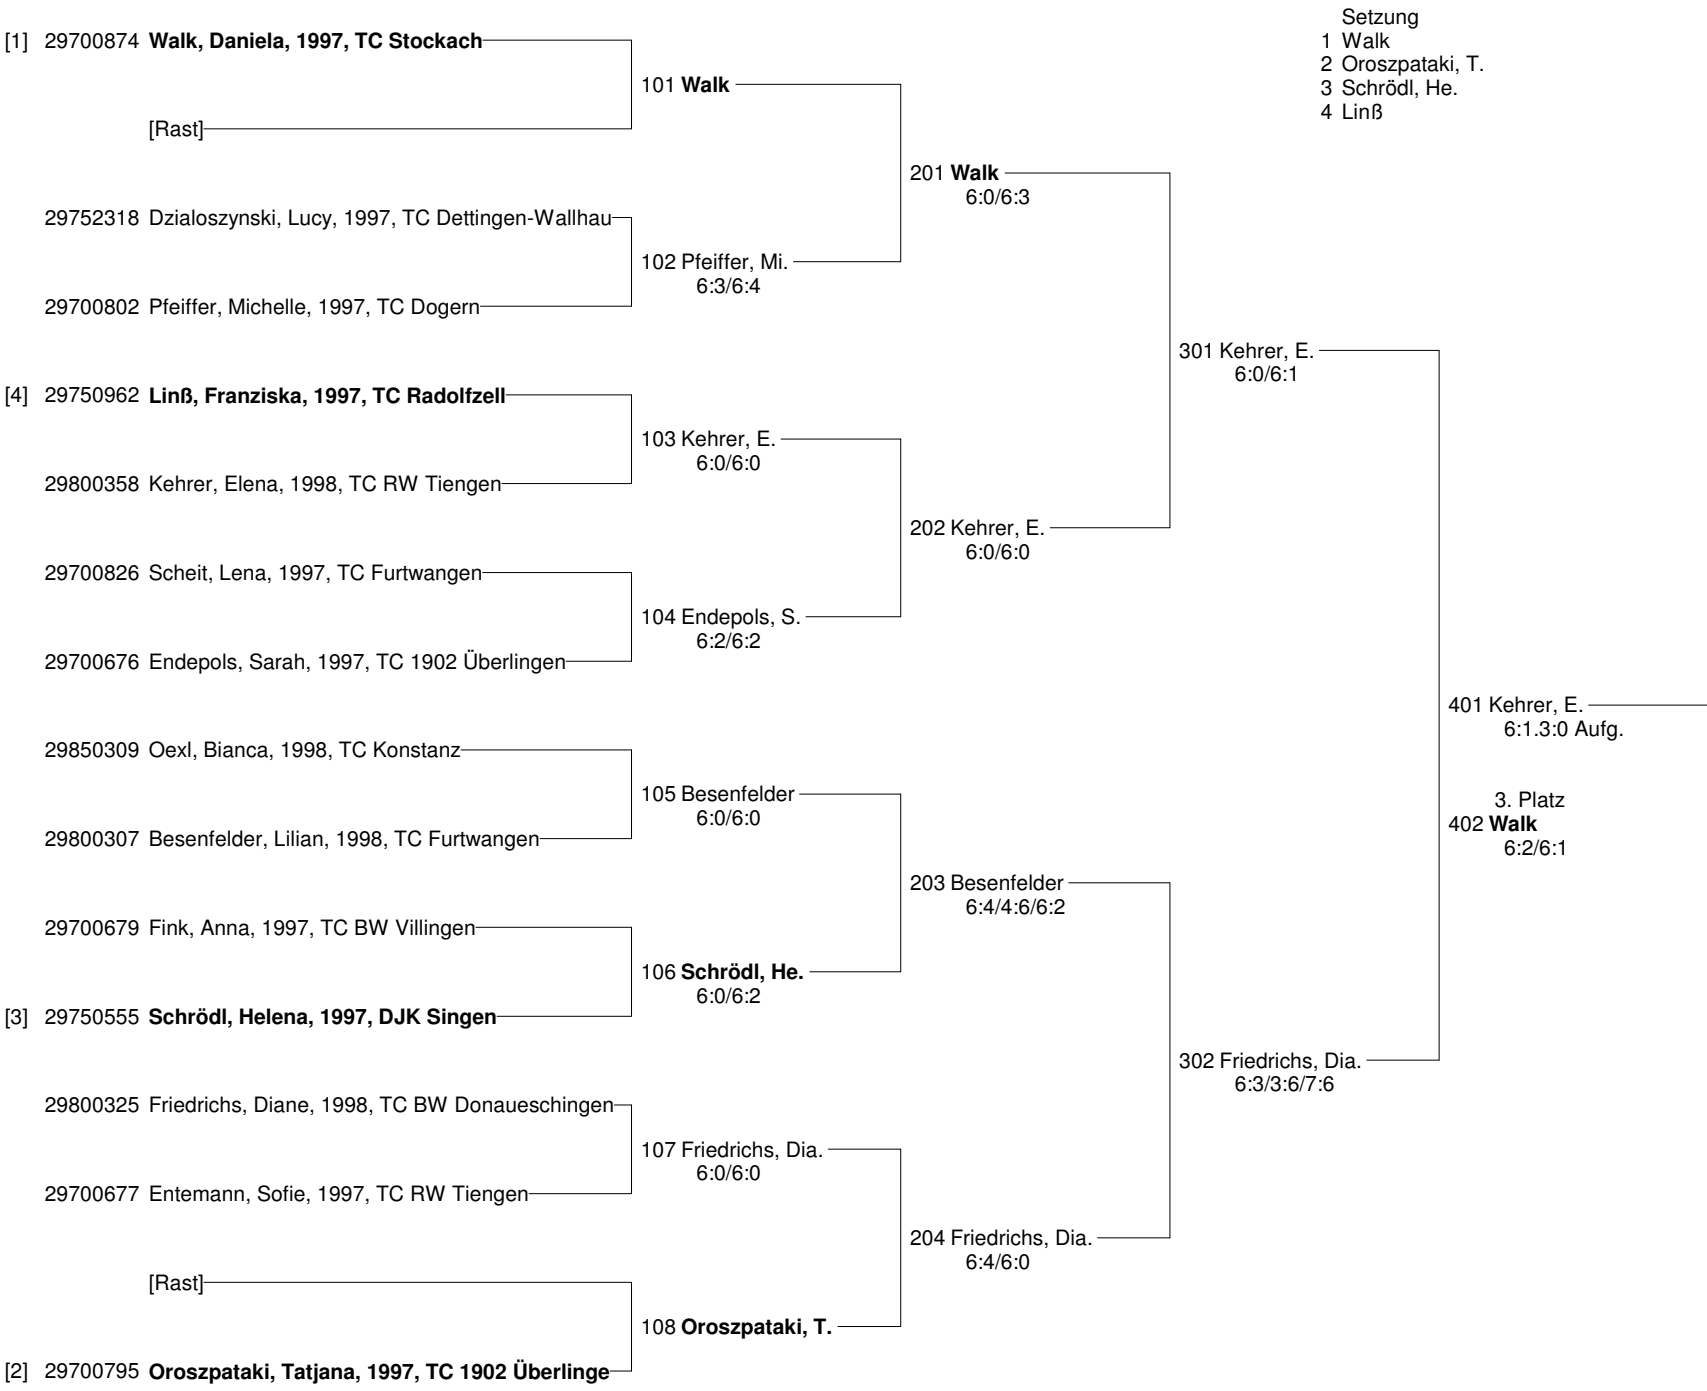 Setzung
1 Walk
2 Oroszpataki, T.
3 Schrödl, He.
4 Linß
[1] 29700874 Walk, Daniela, 1997, TC Stockach
101 Walk
[Rast]
201 Walk
6:0/6:3
29752318 Dzialoszynski, Lucy, 1997, TC Dettingen-Wallhau
102 Pfeiffer, Mi.
6:3/6:4
29700802 Pfeiffer, Michelle, 1997, TC Dogern
301 Kehrer, E.
6:0/6:1
[4] 29750962 Linß, Franziska, 1997, TC Radolfzell
103 Kehrer, E.
6:0/6:0
29800358 Kehrer, Elena, 1998, TC RW Tiengen
202 Kehrer, E.
6:0/6:0
29700826 Scheit, Lena, 1997, TC Furtwangen
104 Endepols, S.
6:2/6:2
29700676 Endepols, Sarah, 1997, TC 1902 Überlingen
401 Kehrer, E.
6:1.3:0 Aufg.
29850309 Oexl, Bianca, 1998, TC Konstanz
105 Besenfelder
6:0/6:0
3. Platz
402 Walk
6:2/6:1
29800307 Besenfelder, Lilian, 1998, TC Furtwangen
203 Besenfelder
6:4/4:6/6:2
29700679 Fink, Anna, 1997, TC BW Villingen
106 Schrödl, He.
6:0/6:2
[3] 29750555 Schrödl, Helena, 1997, DJK Singen
302 Friedrichs, Dia.
6:3/3:6/7:6
29800325 Friedrichs, Diane, 1998, TC BW Donaueschingen
107 Friedrichs, Dia.
6:0/6:0
29700677 Entemann, Sofie, 1997, TC RW Tiengen
204 Friedrichs, Dia.
6:4/6:0
[Rast]
108 Oroszpataki, T.
[2] 29700795 Oroszpataki, Tatjana, 1997, TC 1902 Überlinge